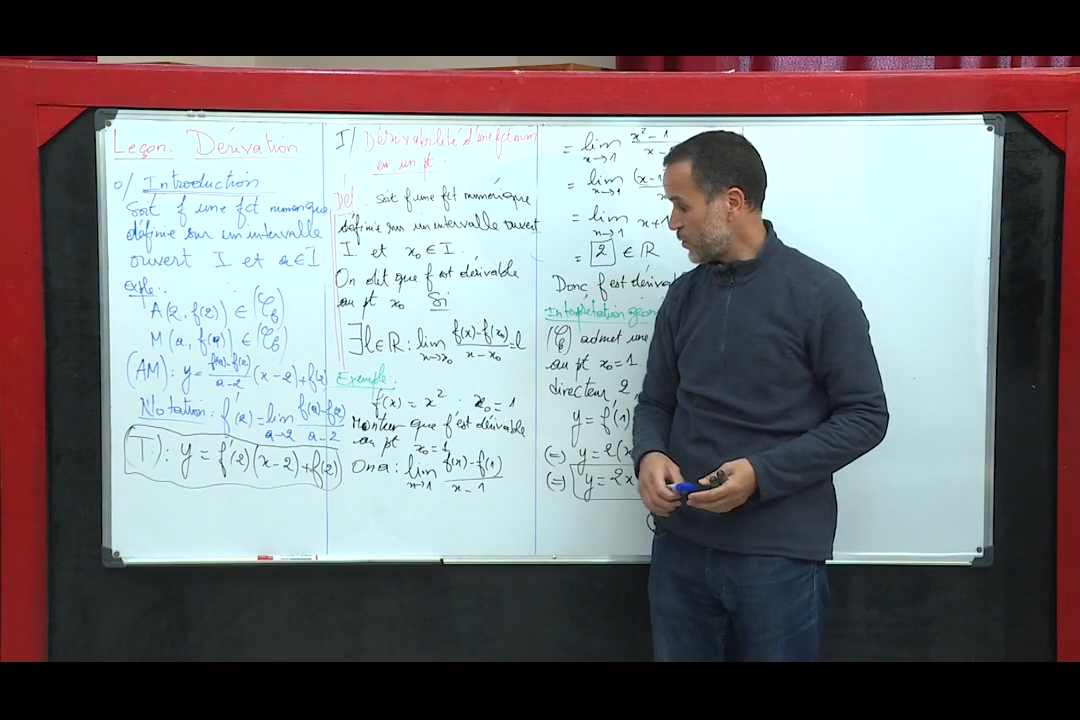 Leçon: Dérivation
0/ Introduction
Soit f une fct numerique
définie sur un intervalle
ouvert I et a∈I
Exple:
A(2, f(2)) ∈ (𝒞f)
M(a, f(a)) ∈ (𝒞f)
(AM): y = (f(a)-f(2))/(a-2) (x-2)+f(2)
Notation: f'(2) = lim a→2 (f(a)-f(2))/(a-2)
(T): y = f'(2)(x-2)+f(2)
I/ Dérivabilité d'une fct num
en un pt.
Déf: soit f une fct numérique
définie sur un intervalle ouvert
I et x₀∈I.
On dit que f est dérivable
au pt x₀ Si
∃l∈ℝ: lim x→x₀ (f(x)-f(x₀))/(x-x₀) = l
Exemple:
f(x) = x² x₀=1
Montrer que f est dérivable
au pt x₀=1
On a: lim x→1 (f(x)-f(1))/(x-1)
= lim x→1 (x²-1)/(x-
= lim x→1 (x-1
= lim x→1 x+1
= 2 ∈ ℝ
Donc f est dériva
Interprétation géom
(𝒞f) admet une
au pt x₀=1.
directeur 2
y = f'(1)
⇔ y = 2(x
⇔ y = 2x